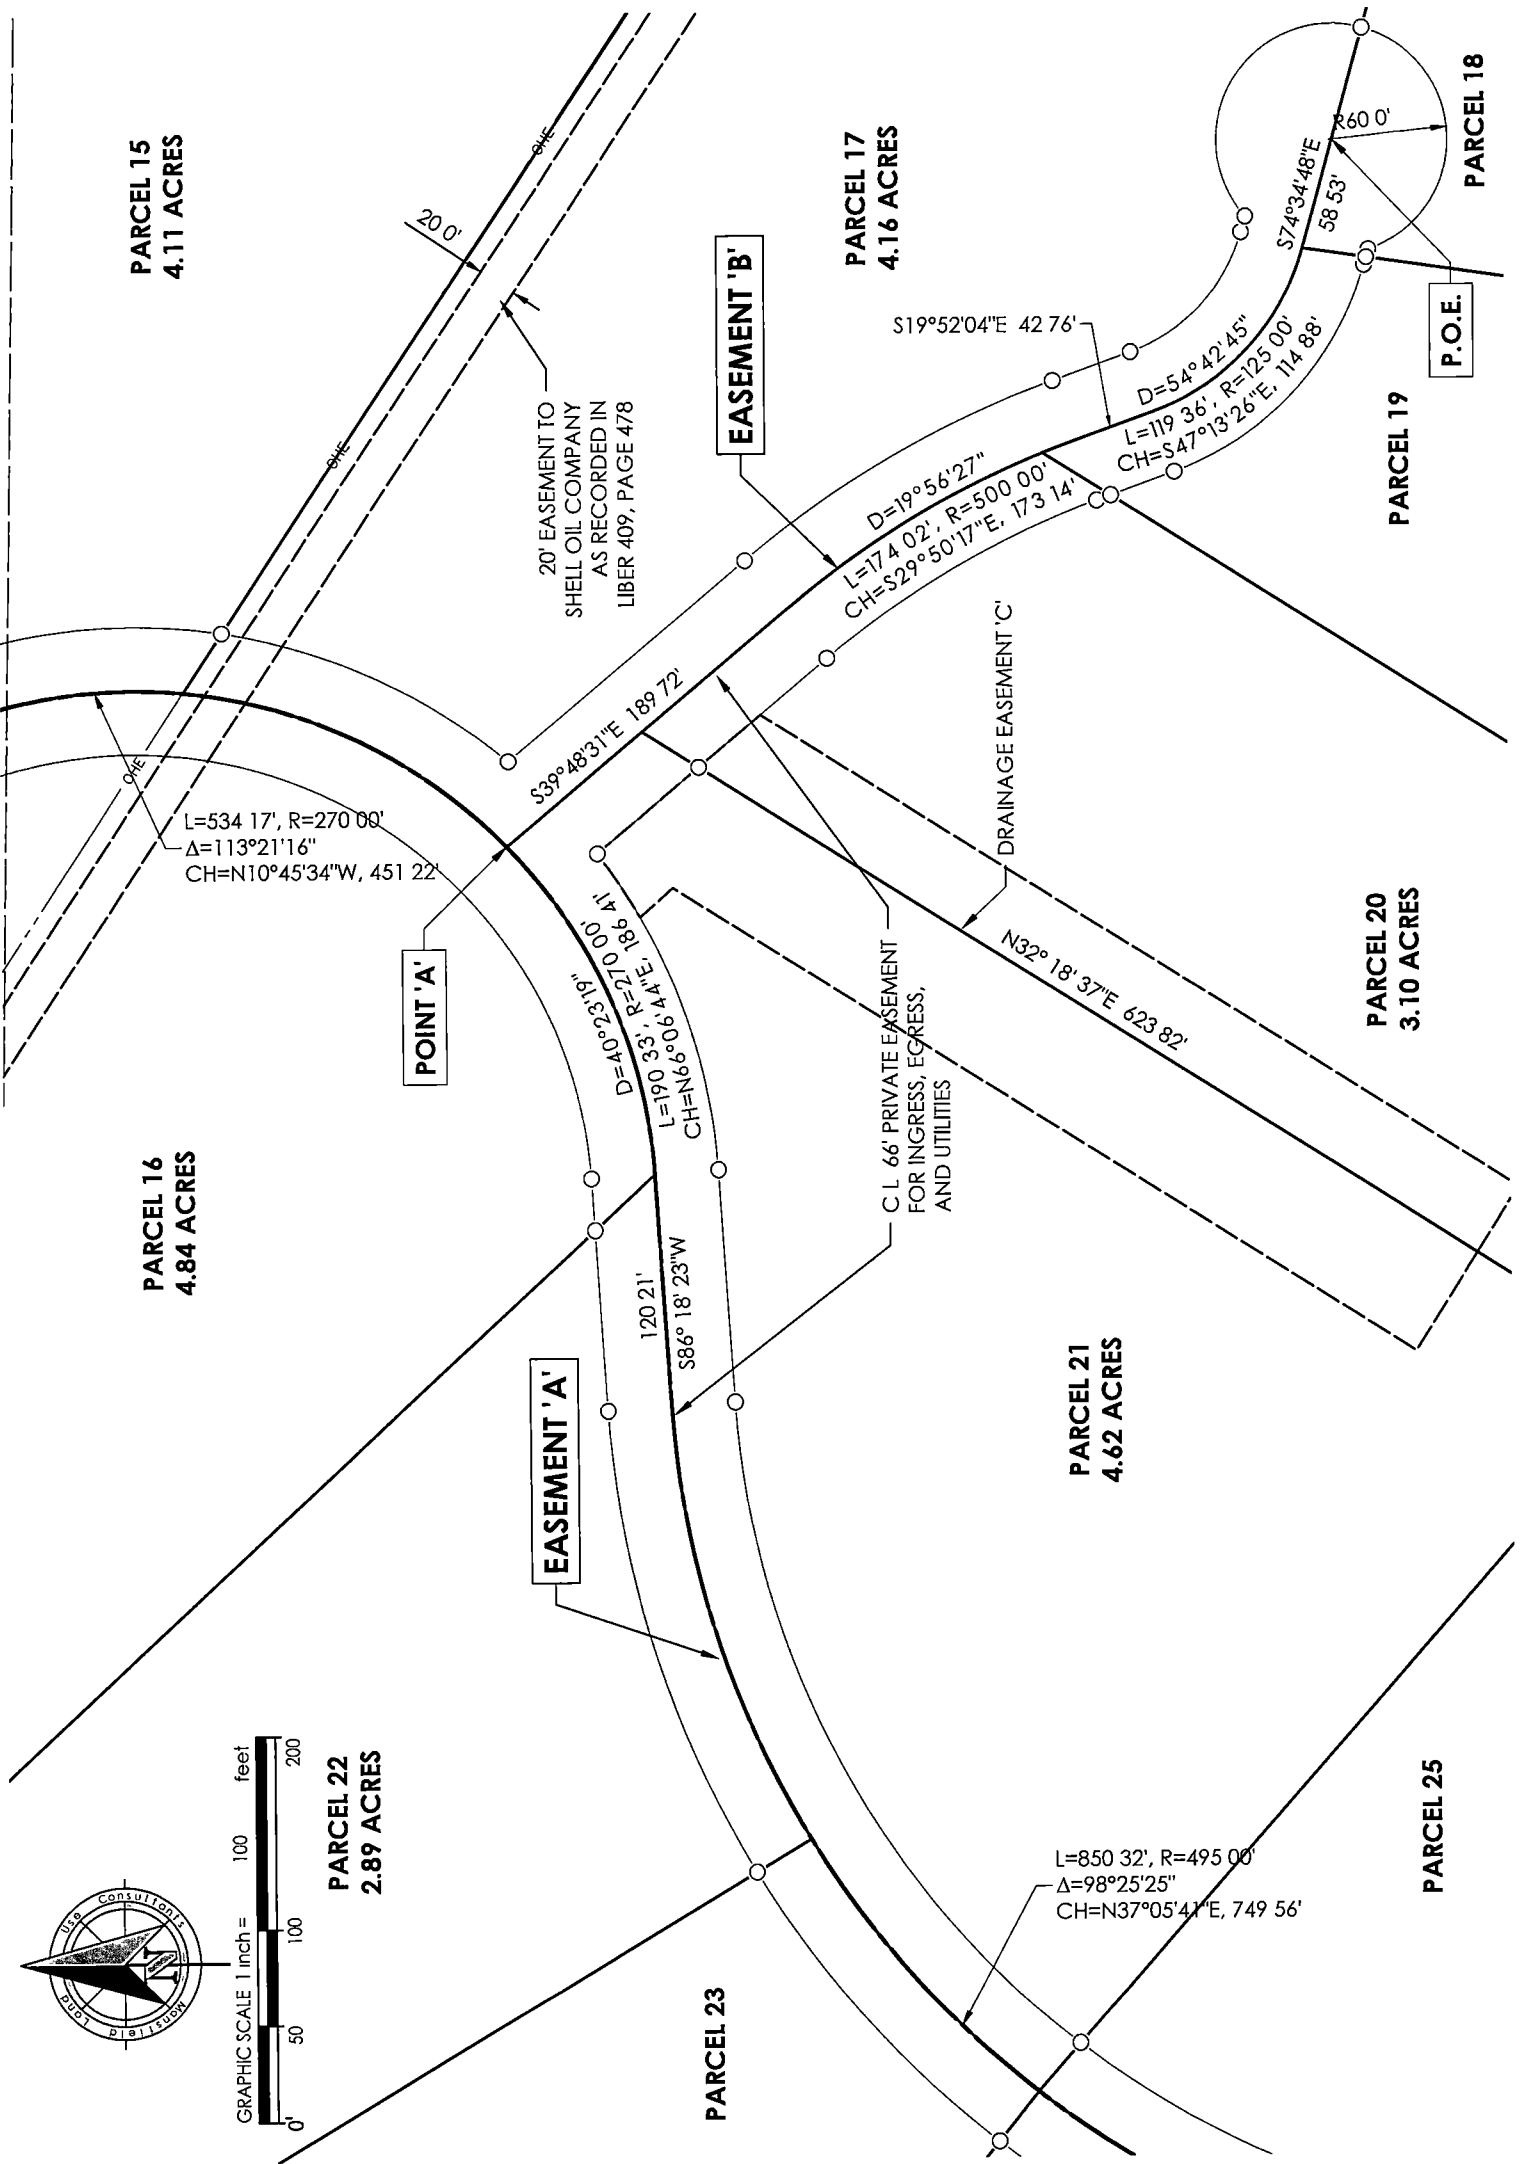 PARCEL 15
4.11 ACRES
OHE
OHE
OHE
20 0'
20' EASEMENT TO
SHELL OIL COMPANY
AS RECORDED IN
LIBER 409, PAGE 478
EASEMENT 'B'
PARCEL 17
4.16 ACRES
PARCEL 18
R60 0'
S74°34'48"E
58 53'
P.O.E.
S19°52'04"E 42 76'
D=54°42'45"
L=119 36', R=125 00'
CH=S47°13'26"E, 114 88'
PARCEL 19
D=19°56'27"
L=174 02', R=500 00'
CH=S29°50'17"E, 173 14'
S39°48'31"E 189 72'
L=534 17', R=270 00'
Δ=113°21'16"
CH=N10°45'34"W, 451 22'
POINT 'A'
D=40°23'19"
L=190 33', R=270 00'
CH=N66°06'44"E, 186 41'
DRAINAGE EASEMENT 'C'
N32° 18' 37"E 623 82'
PARCEL 20
3.10 ACRES
C L 66' PRIVATE EASEMENT
FOR INGRESS, EGRESS,
AND UTILITIES
PARCEL 16
4.84 ACRES
120 21'
S86° 18' 23"W
EASEMENT 'A'
PARCEL 21
4.62 ACRES
PARCEL 22
2.89 ACRES
Mansfield Land Use Consultants
N
GRAPHIC SCALE 1 inch = 100 feet
0' 50 100 200
PARCEL 23
L=850 32', R=495 00'
Δ=98°25'25"
CH=N37°05'41"E, 749 56'
PARCEL 25